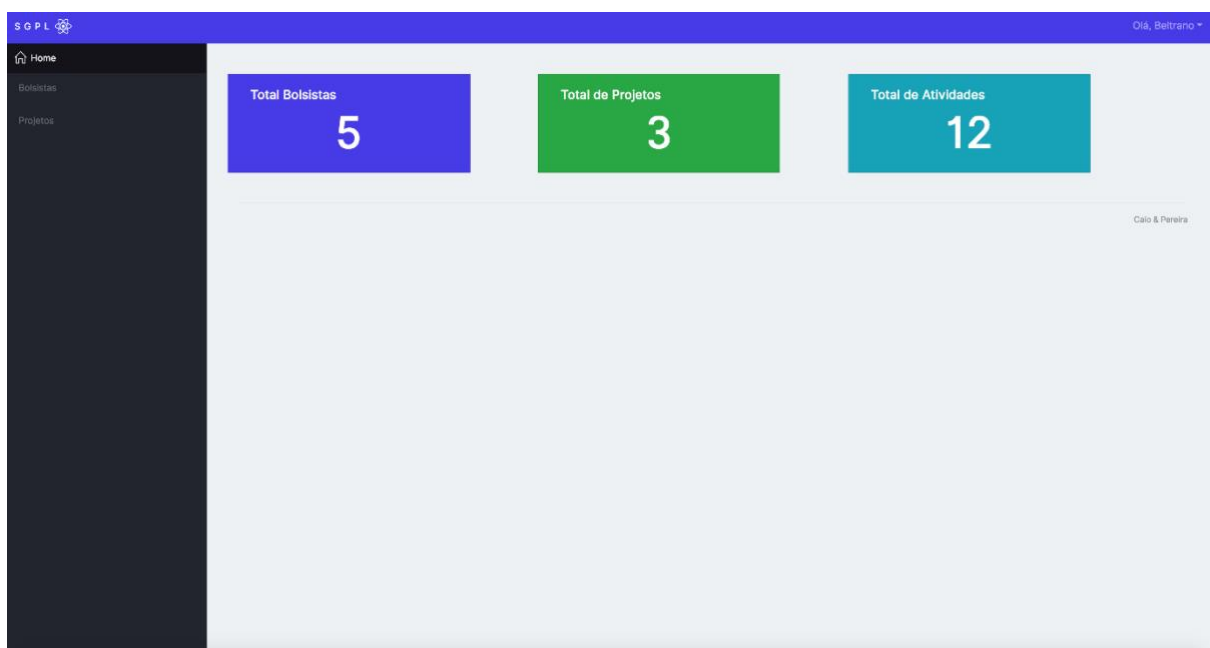 SGPL
Olá, Beltrano
Home
Bolsistas
Projetos
Total Bolsistas
5
Total de Projetos
3
Total de Atividades
12
Caio & Pereira